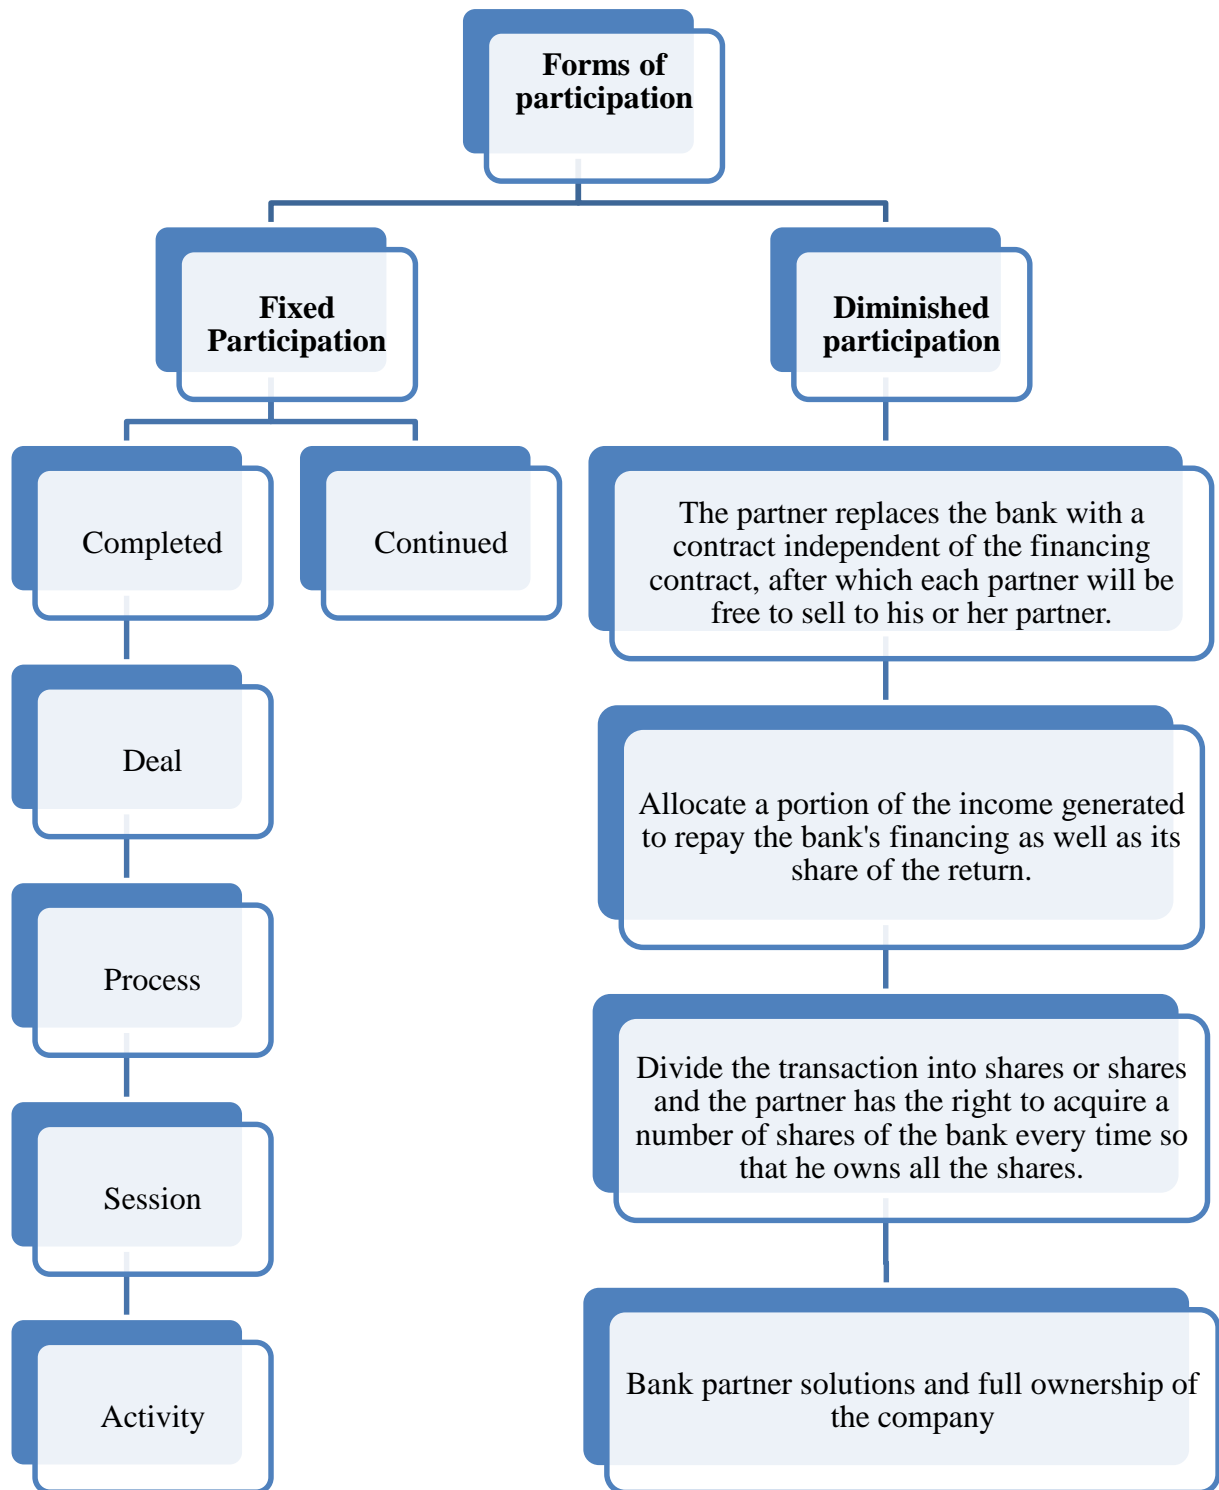 Forms of
participation
Fixed
Participation
Diminished
participation
Completed
Continued
The partner replaces the bank with a
contract independent of the financing
contract, after which each partner will be
free to sell to his or her partner.
Deal
Allocate a portion of the income generated
to repay the bank's financing as well as its
share of the return.
Process
Divide the transaction into shares or shares
and the partner has the right to acquire a
number of shares of the bank every time so
that he owns all the shares.
Session
Bank partner solutions and full ownership of
the company
Activity